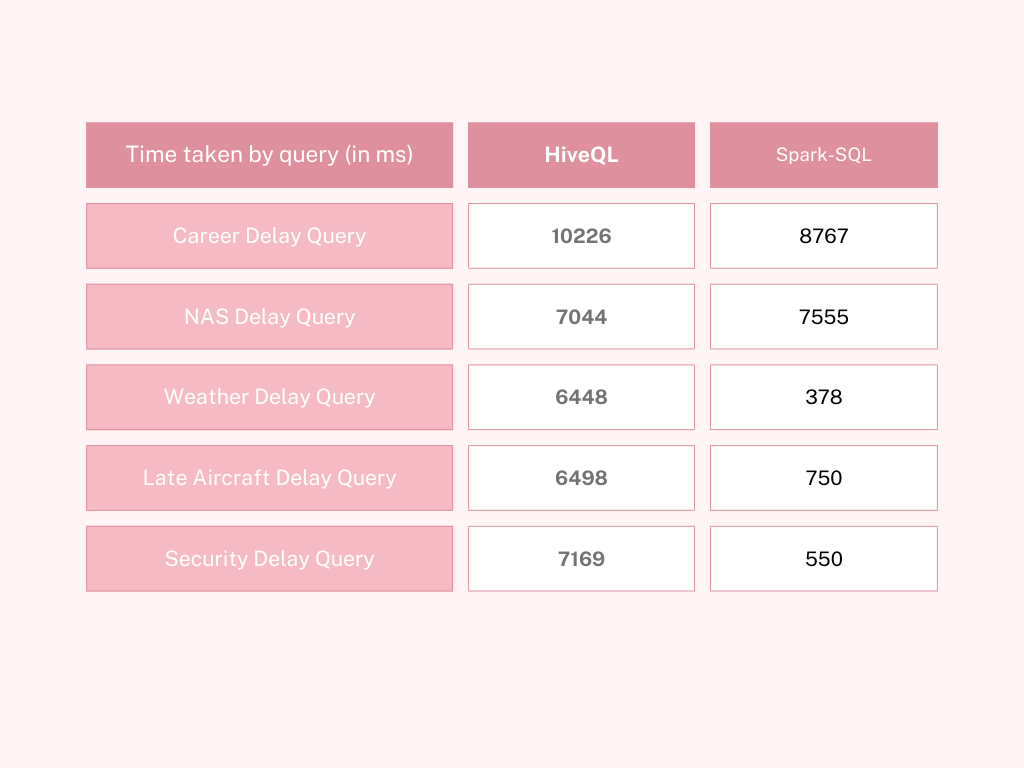 Time taken by query (in ms) HiveQL Spark-SQL
Career Delay Query 10226 8767
NAS Delay Query 7044 7555
Weather Delay Query 6448 378
Late Aircraft Delay Query 6498 750
Security Delay Query 7169 550